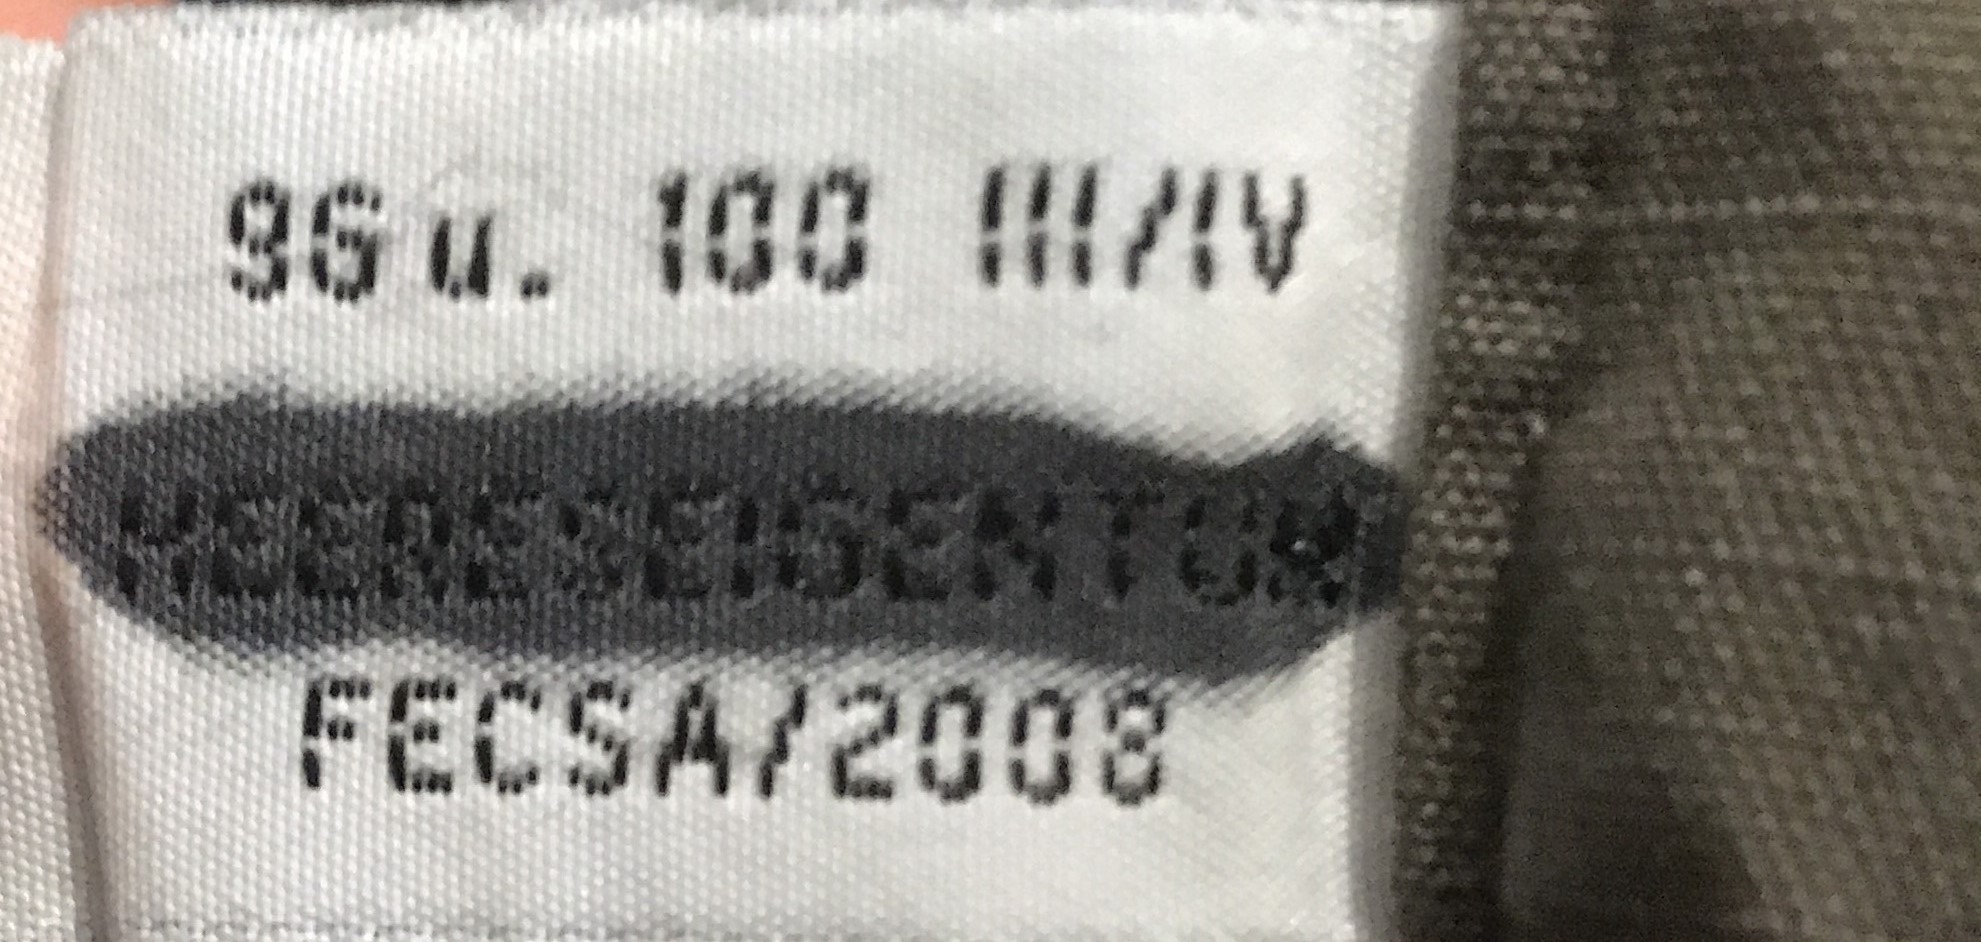 96 u. 100 III/IV
HEERESEIGENTUM
FECSA/2008